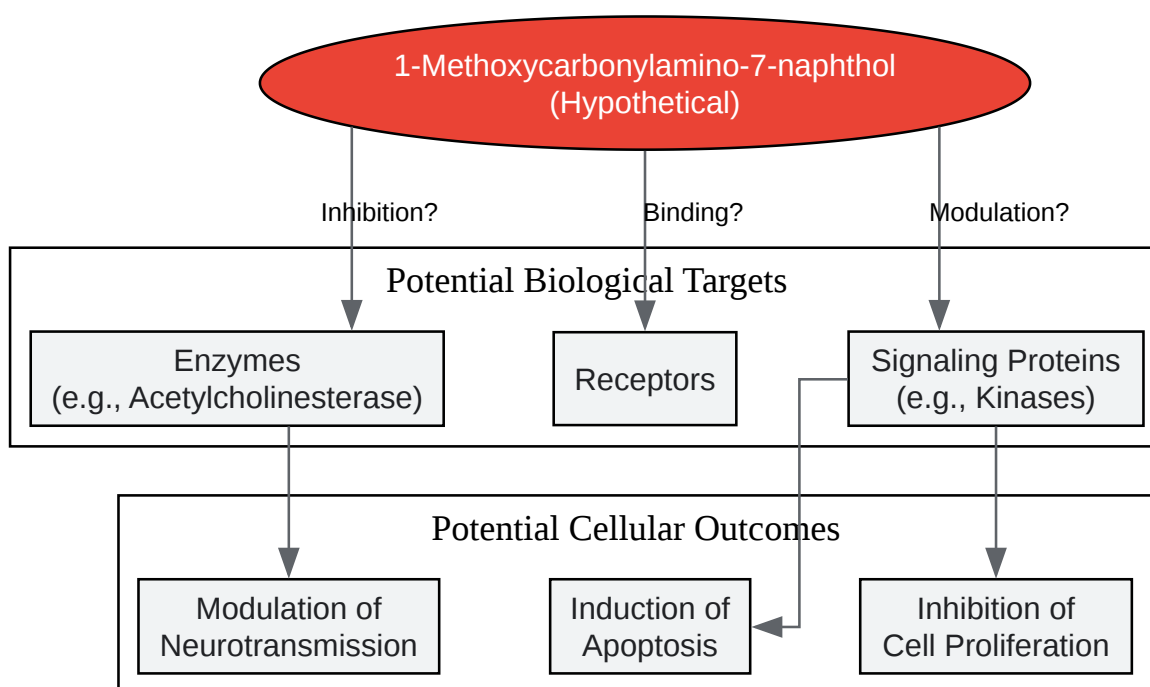 1-Methoxycarbonylamino-7-naphthol
(Hypothetical)
Inhibition?
Binding?
Modulation?
Potential Biological Targets
Enzymes
(e.g., Acetylcholinesterase)
Receptors
Signaling Proteins
(e.g., Kinases)
Potential Cellular Outcomes
Modulation of
Neurotransmission
Induction of
Apoptosis
Inhibition of
Cell Proliferation